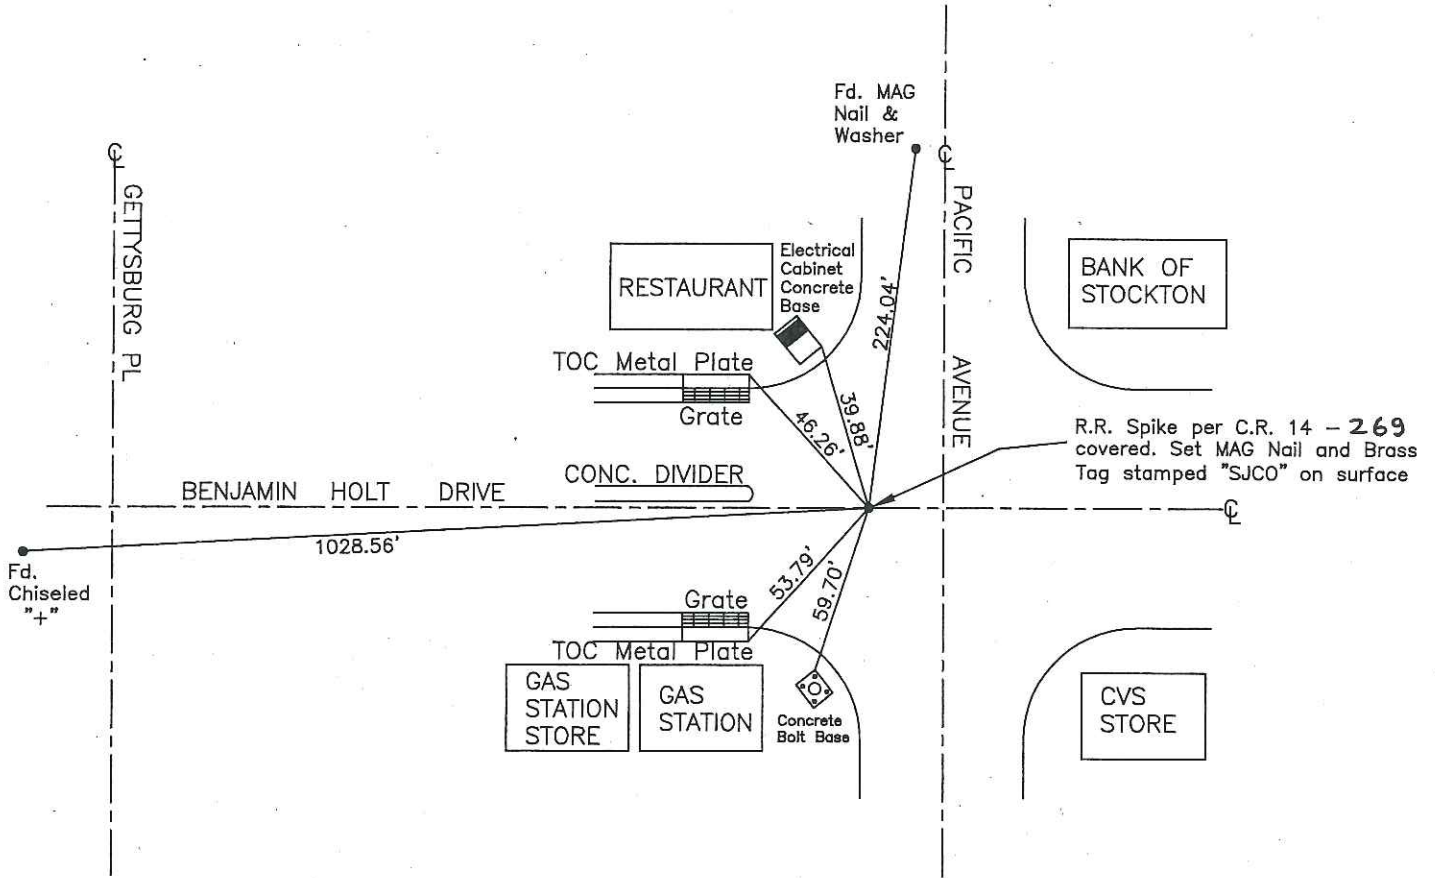 Fd. MAG
Nail &
Washer
℄
℄
GETTYSBURG PL
PACIFIC AVENUE
RESTAURANT
Electrical
Cabinet
Concrete
Base
224.04'
BANK OF
STOCKTON
TOC Metal Plate
Grate
46.26'
39.88'
R.R. Spike per C.R. 14 - 269
covered. Set MAG Nail and Brass
Tag stamped "SJCO" on surface
CONC. DIVIDER
BENJAMIN HOLT DRIVE
℄
1028.56'
Fd.
Chiseled
"+"
53.79'
59.70'
Grate
TOC Metal Plate
GAS
STATION
STORE
GAS
STATION
Concrete
Bolt Base
CVS
STORE